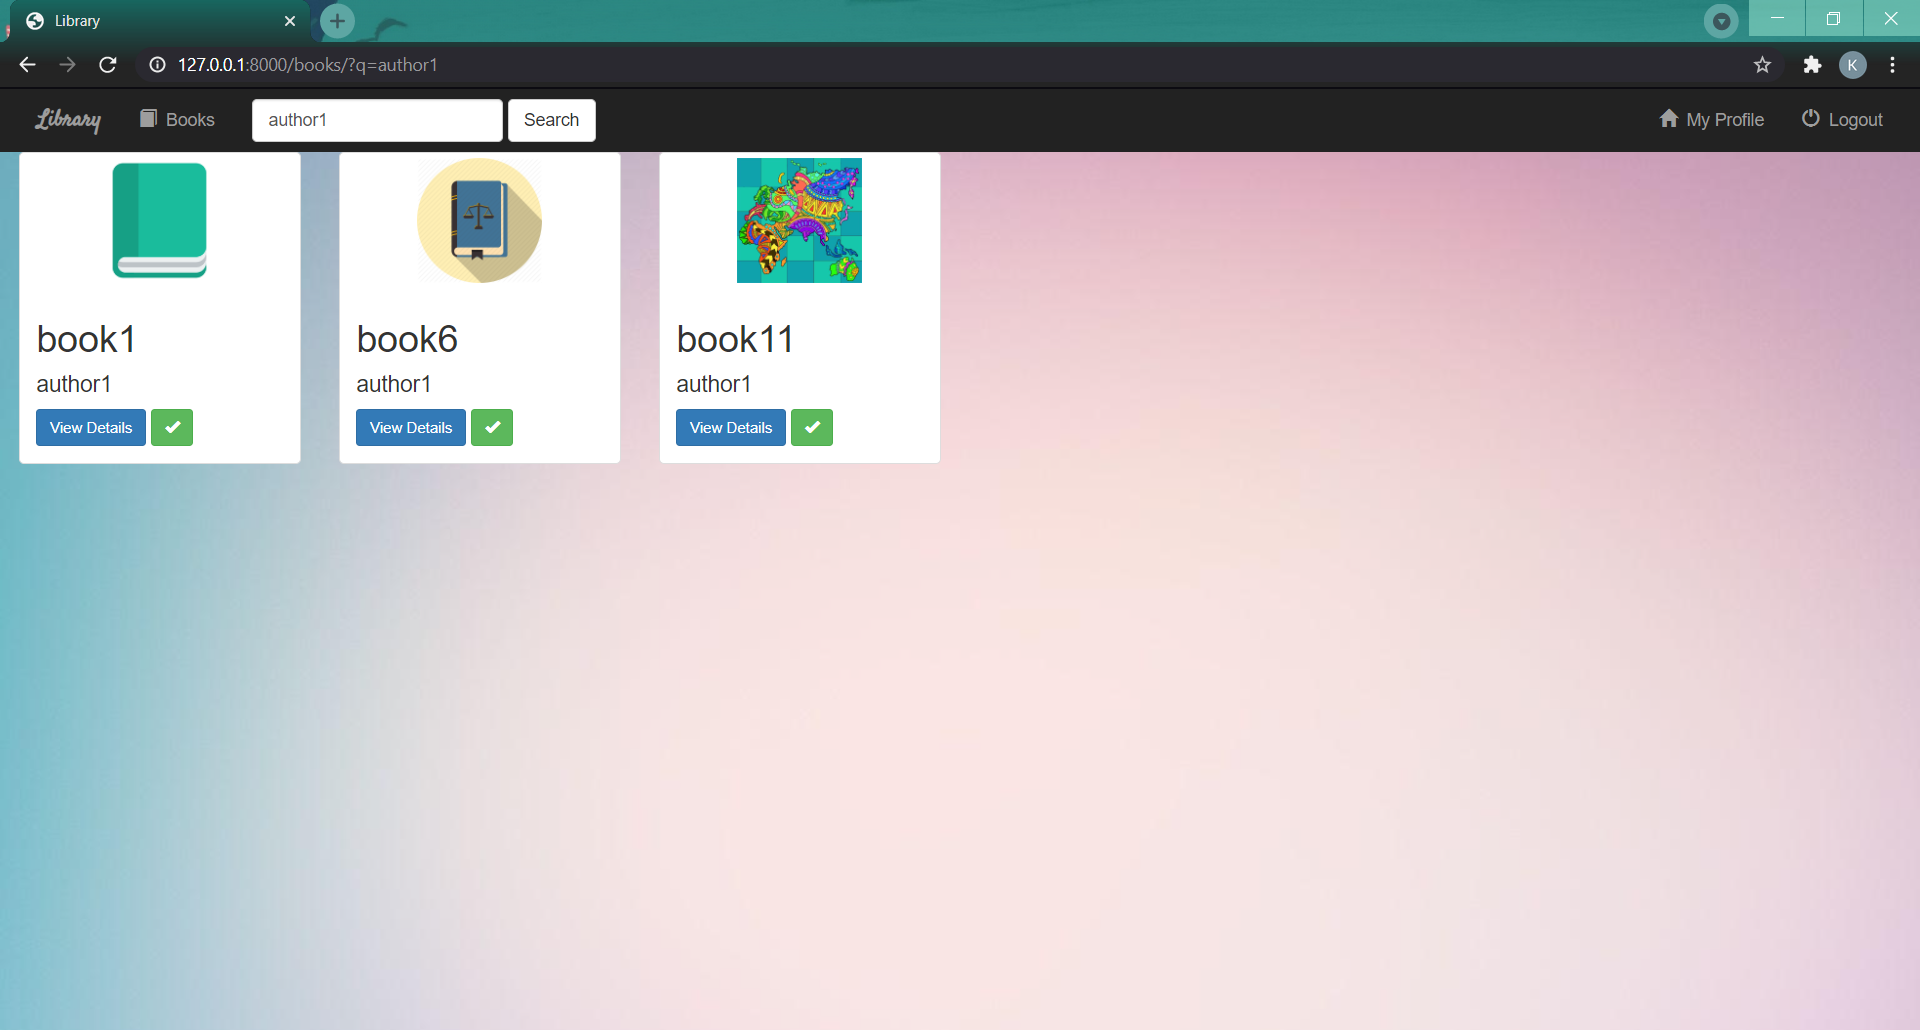 Library
127.0.0.1:8000/books/?q=author1
K
Library Books author1 Search My Profile Logout
book1
author1
View Details
book6
author1
View Details
book11
author1
View Details